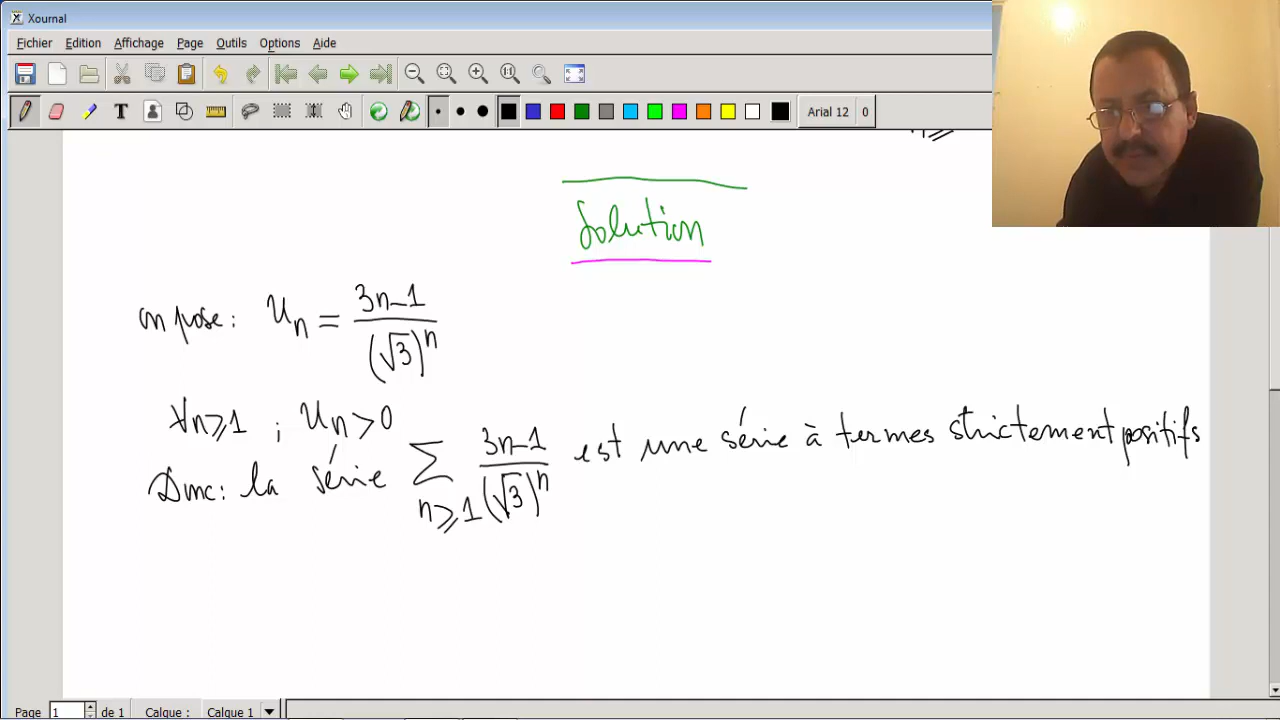 Xournal
Fichier Edition Affichage Page Outils Options Aide
Arial 12 0
n≥
Solution
on pose : Un = (3n-1)/(√3)^n
∀n≥1 ; Un>0
Donc : la série ∑n≥1 (3n-1)/(√3)^n est une série à termes strictement positifs
Page 1 de 1 Calque : Calque 1